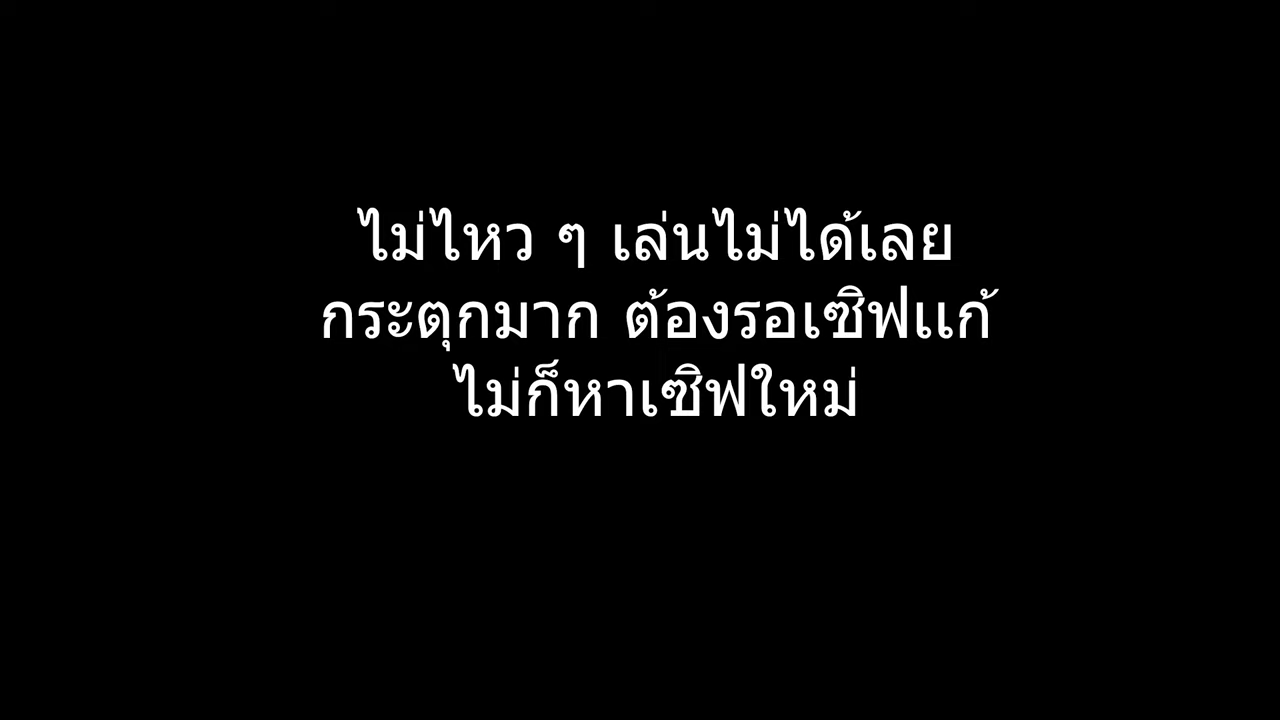 ไม่ไหว ๆ เล่นไม่ได้เลย
กระตุกมาก ต้องรอเซิฟแก้
ไม่ก็หาเซิฟใหม่